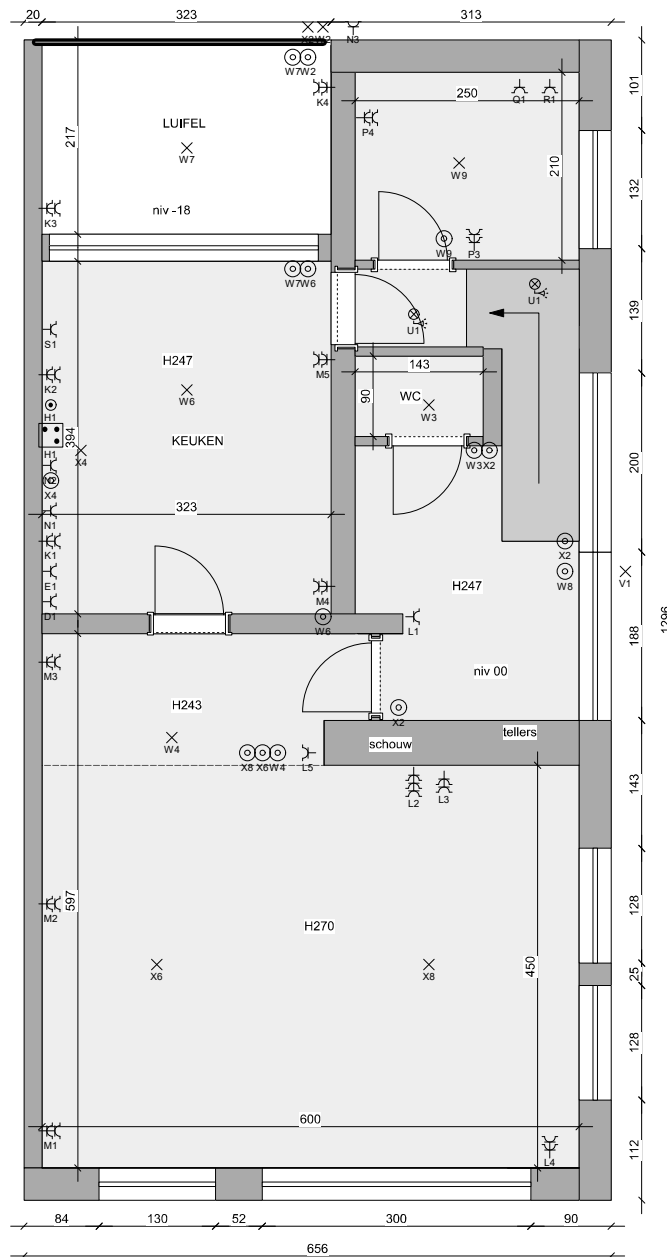 20
323
313
X2
W2
N3
W7
W2
K4
Q1
R1
250
101
P4
LUIFEL
217
W7
W9
210
132
K3
niv -18
W9
P3
W7
W6
U1
U1
139
S1
H247
M5
143
K2
W6
WC
90
W3
H1
H1
394
KEUKEN
X4
W3
X2
200
N2
X4
323
N1
K1
X2
E1
M4
H247
W8
V1
D1
W6
L1
188
1296
M3
niv 00
H243
X2
W4
schouw
tellers
X8
X6
W4
L5
L2
L3
143
M2
597
H270
128
X6
X8
450
25
128
600
M1
L4
112
84
130
52
300
90
656